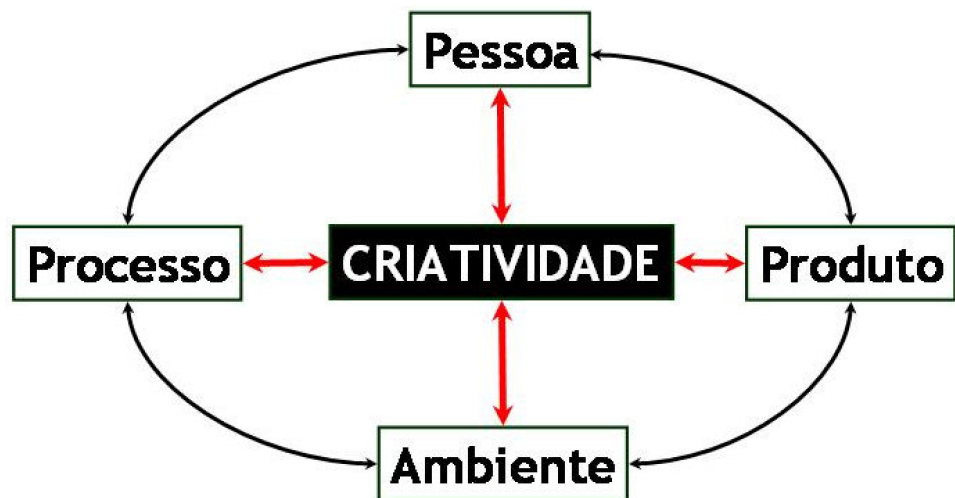 Pessoa
Processo
CRIATIVIDADE
Produto
Ambiente